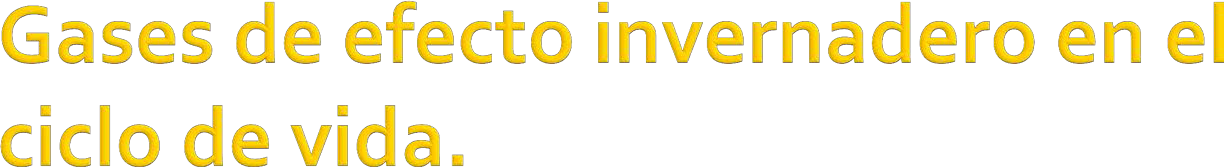 Gases de efecto invernadero en el
ciclo de vida.